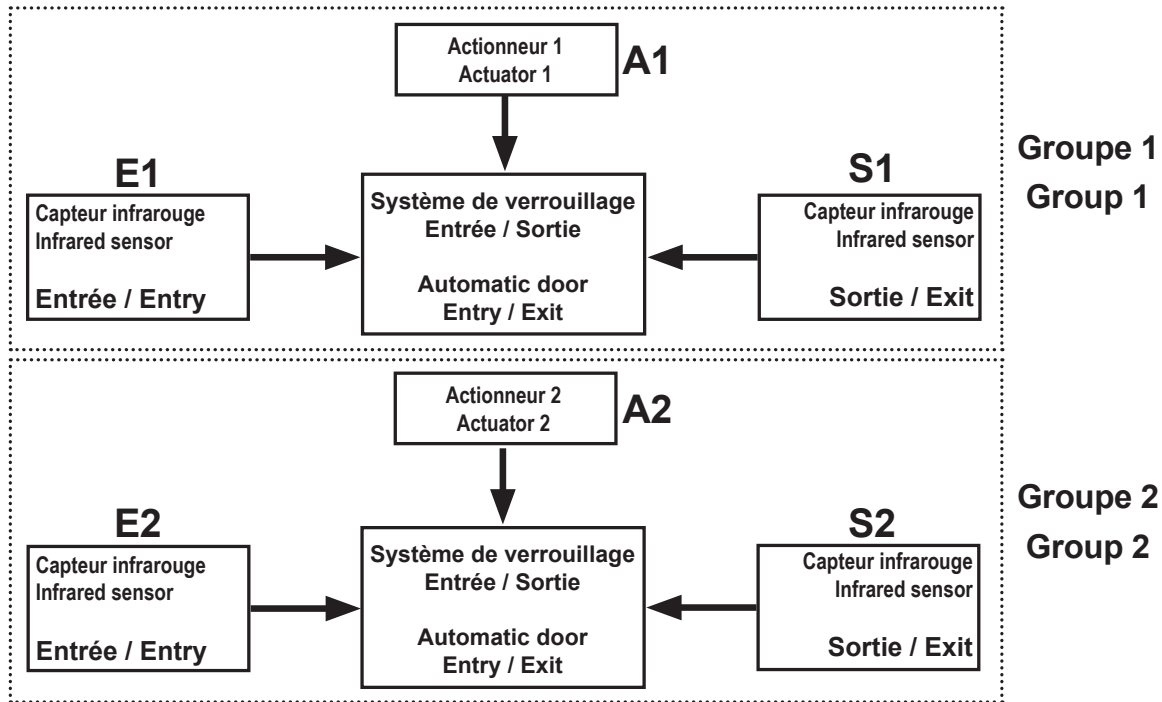 Actionneur 1
Actuator 1
A1
E1
Capteur infrarouge
Infrared sensor
Entrée / Entry
Système de verrouillage
Entrée / Sortie
Automatic door
Entry / Exit
S1
Capteur infrarouge
Infrared sensor
Sortie / Exit
Groupe 1
Group 1
Actionneur 2
Actuator 2
A2
E2
Capteur infrarouge
Infrared sensor
Entrée / Entry
Système de verrouillage
Entrée / Sortie
Automatic door
Entry / Exit
S2
Capteur infrarouge
Infrared sensor
Sortie / Exit
Groupe 2
Group 2